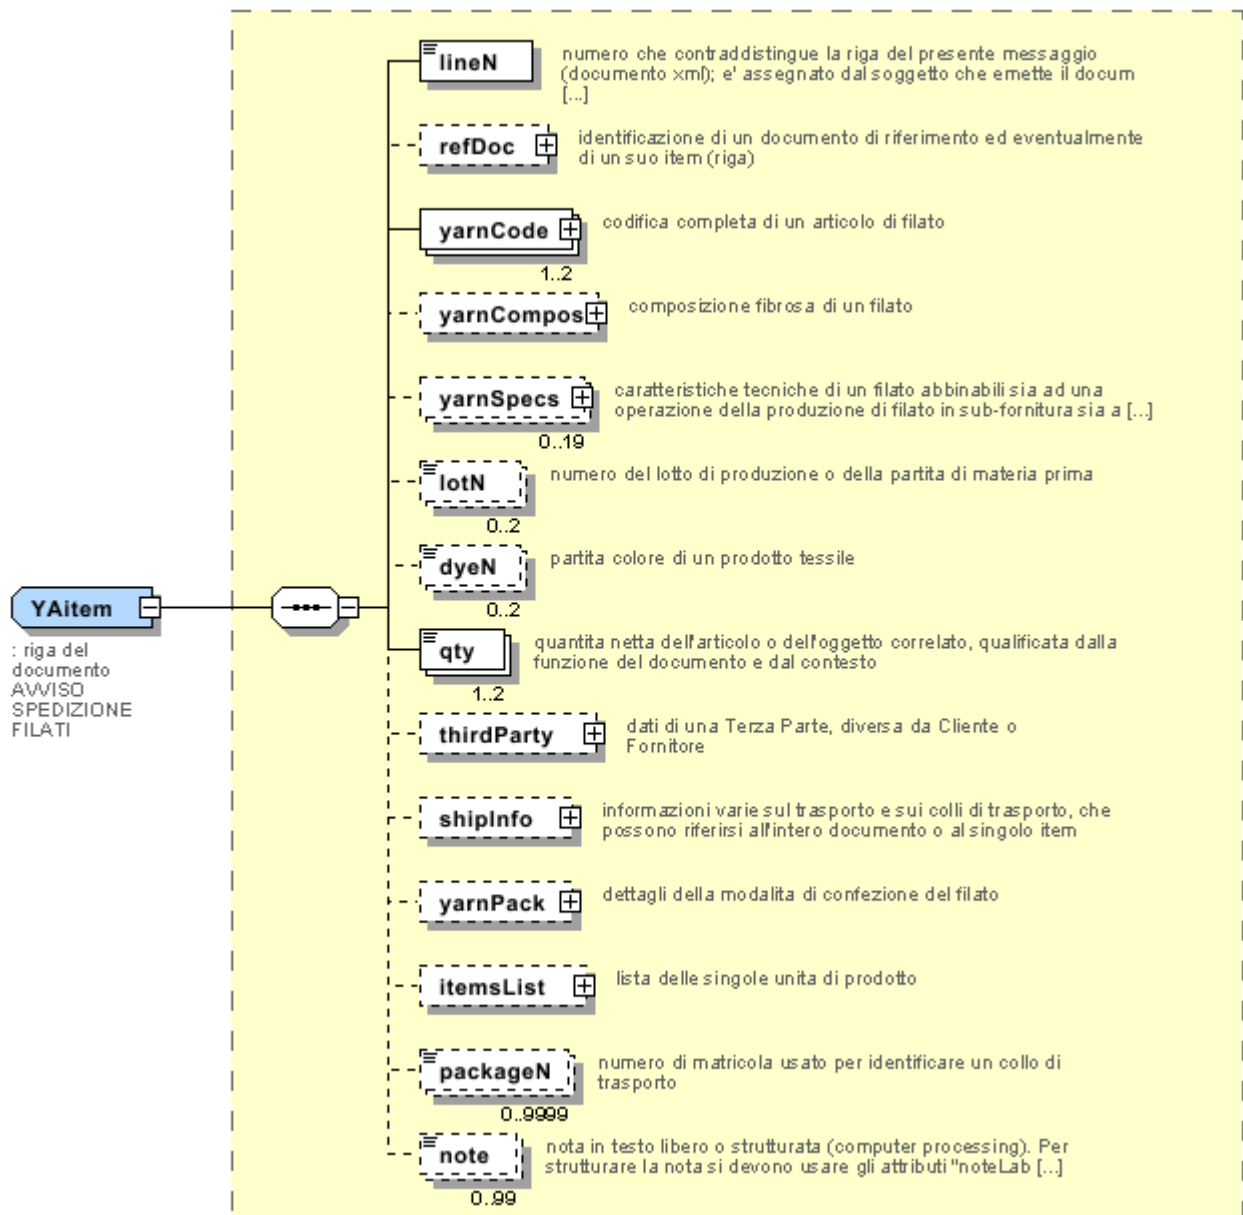 lineN
numero che contraddistingue la riga del presente messaggio
(documento xml); e' assegnato dal soggetto che emette il docum
[...]
refDoc
identificazione di un documento di riferimento ed eventualmente
di un suo item (riga)
yarnCode
codifica completa di un articolo di filato
1..2
yarnCompos
composizione fibrosa di un filato
yarnSpecs
caratteristiche tecniche di un filato abbinabili sia ad una
operazione della produzione di filato in sub-fornitura sia a [...]
0..19
lotN
numero del lotto di produzione o della partita di materia prima
0..2
dyeN
partita colore di un prodotto tessile
0..2
YAitem
: riga del
documento
AVVISO
SPEDIZIONE
FILATI
qty
quantita netta dell'articolo o dell'oggetto correlato, qualificata dalla
funzione del documento e dal contesto
1..2
thirdParty
dati di una Terza Parte, diversa da Cliente o
Fornitore
shipInfo
informazioni varie sul trasporto e sui colli di trasporto, che
possono riferirsi all'intero documento o al singolo item
yarnPack
dettagli della modalita di confezione del filato
itemsList
lista delle singole unita di prodotto
packageN
numero di matricola usato per identificare un collo di
trasporto
0..9999
note
nota in testo libero o strutturata (computer processing). Per
strutturare la nota si devono usare gli attributi "noteLab [...]
0..99